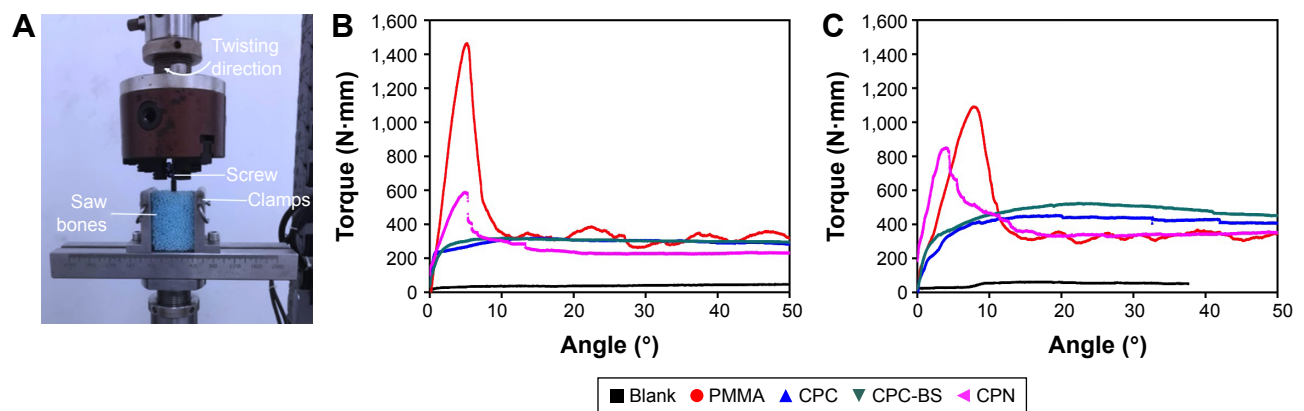 A
Twisting
direction
Screw
Clamps
Saw
bones
B
1,600
1,400
1,200
1,000
800
600
400
200
0
Torque (N·mm)
0 10 20 30 40 50
Angle (°)
C
1,600
1,400
1,200
1,000
800
600
400
200
0
Torque (N·mm)
0 10 20 30 40 50
Angle (°)
Blank PMMA CPC CPC-BS CPN